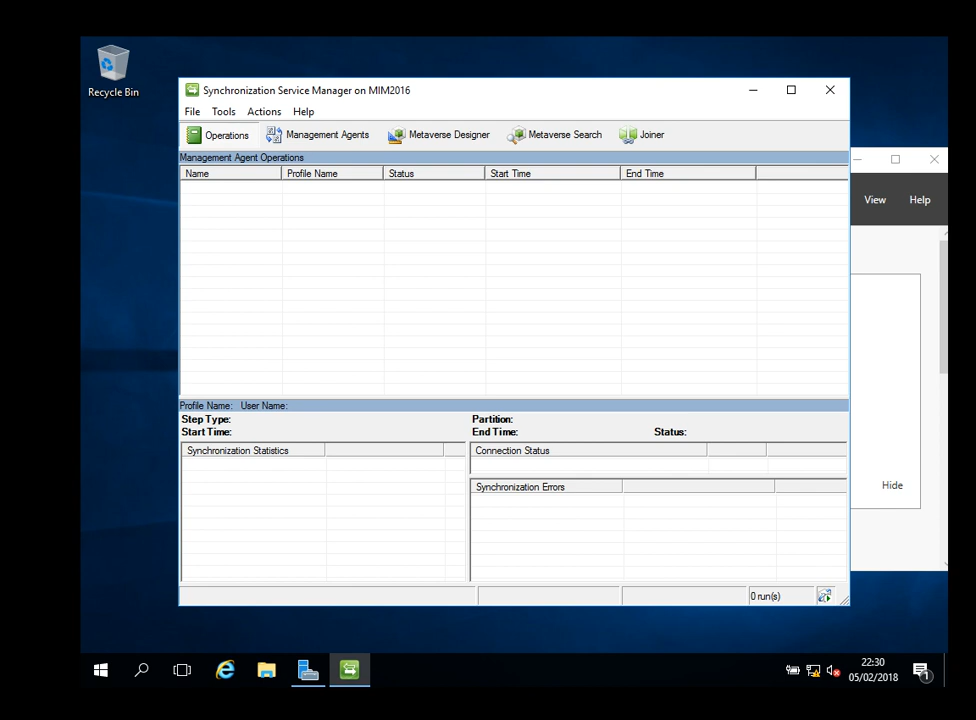 Recycle Bin
Synchronization Service Manager on MIM2016
File Tools Actions Help
Operations Management Agents Metaverse Designer Metaverse Search Joiner
Management Agent Operations
Name Profile Name Status Start Time End Time
View Help
Profile Name: User Name:
Step Type: Partition:
Start Time: End Time: Status:
Synchronization Statistics Connection Status
Synchronization Errors
Hide
0 run(s)
22:30
05/02/2018
1